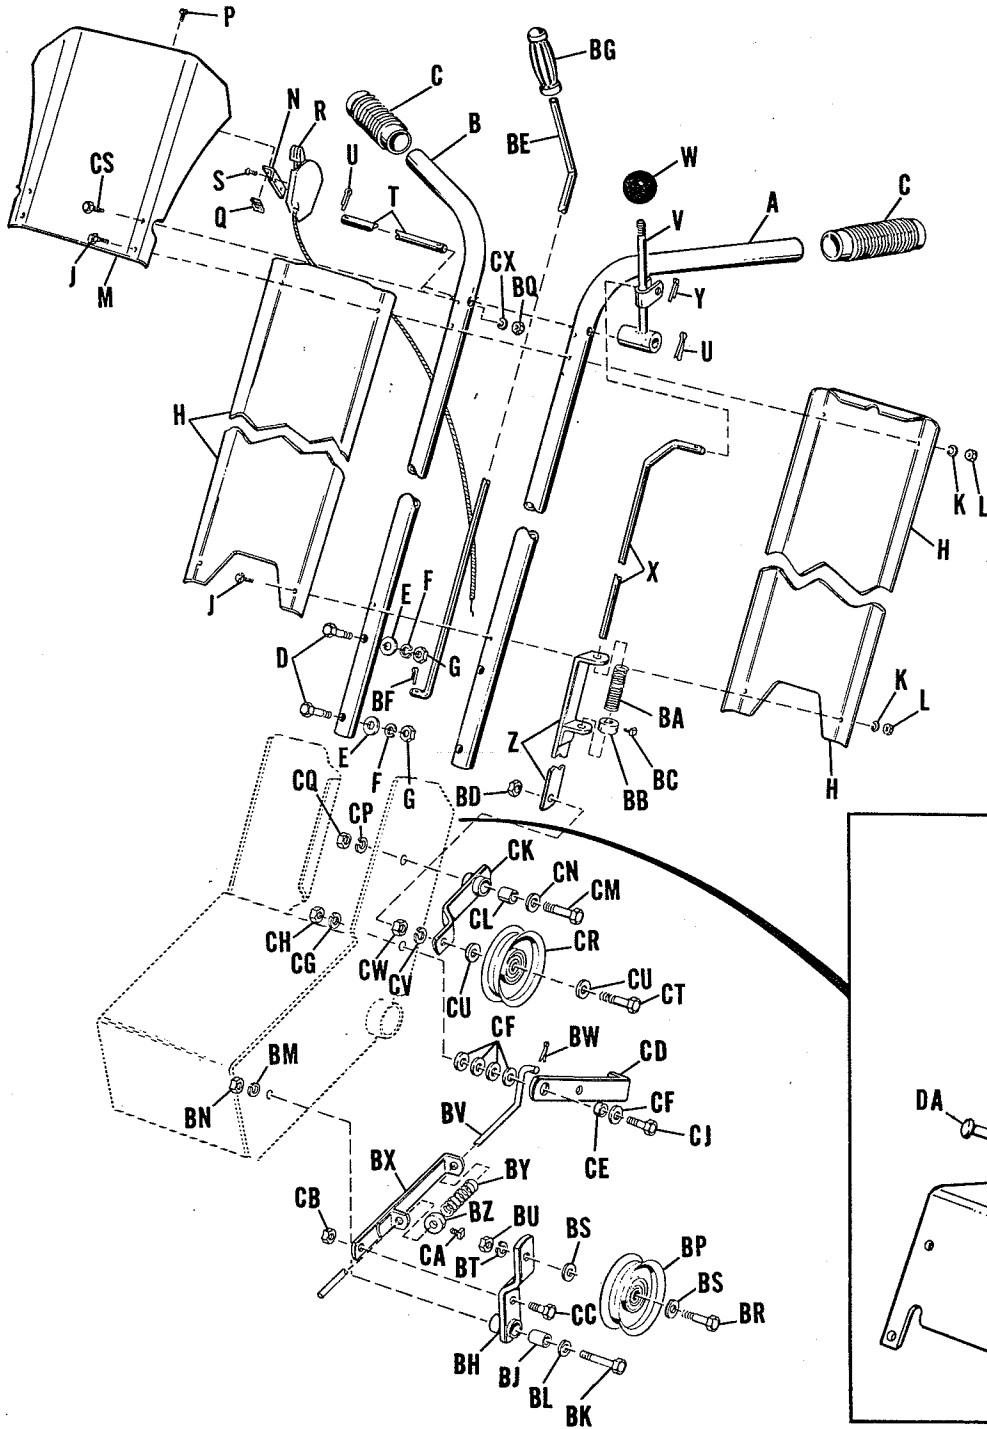 P
BG
C
N
R
B
BE
W
U
C
CS
S
T
A
V
Q
J
M
CX
BQ
Y
U
H
K
L
H
X
J
E
F
D
G
BF
K
L
BA
E
F
G
Z
BB
BC
H
BD
CQ
CP
CK
CN
CM
CL
CH
CG
CW
CV
CR
CU
CU
CT
CF
BW
CD
BM
BN
BV
CF
CJ
CE
DA
BX
BY
CB
BZ
BU
BS
BP
CA
BT
BS
BR
CC
BH
BJ
BL
BK